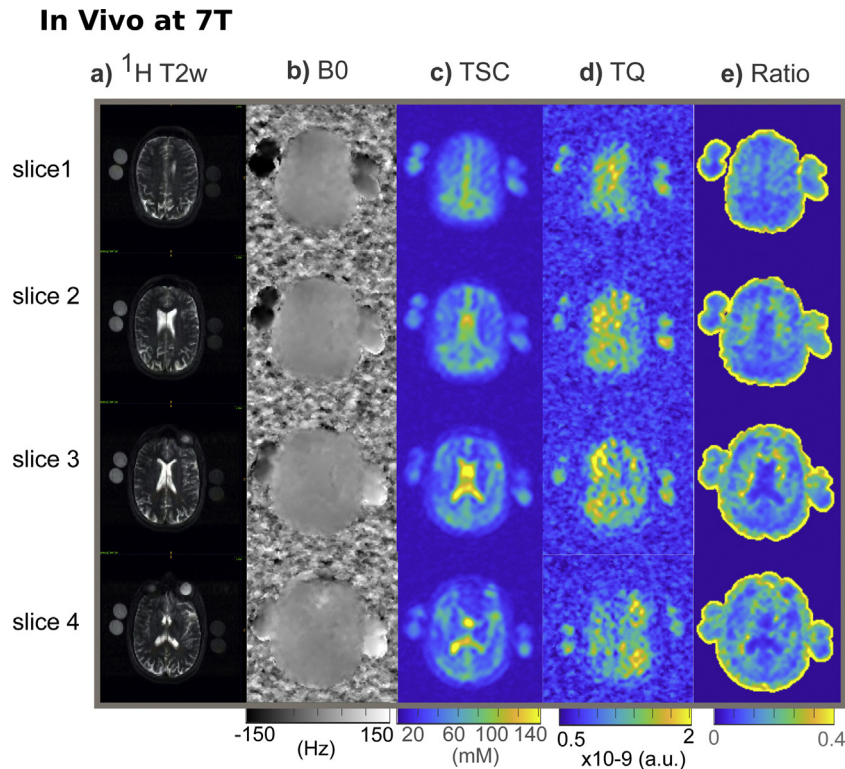 In Vivo at 7T
a) ¹H T2w b) B0 c) TSC d) TQ e) Ratio
slice1
slice 2
slice 3
slice 4
-150 150 20 60 100 140 0.5 2 0 0.4
(Hz) (mM) x10-9 (a.u.)